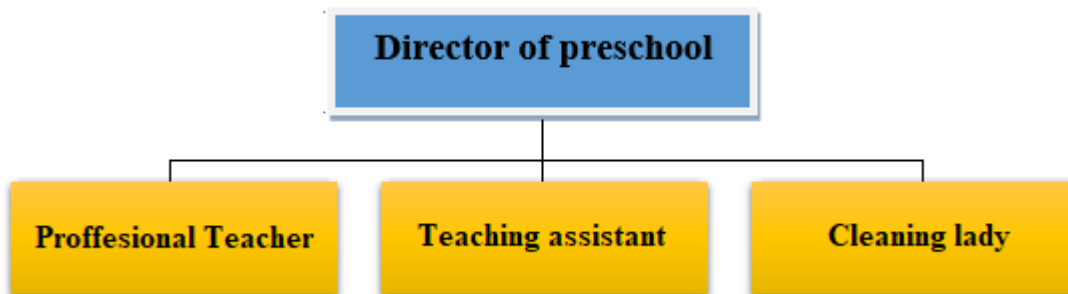 Director of preschool
Proffesional Teacher
Teaching assistant
Cleaning lady